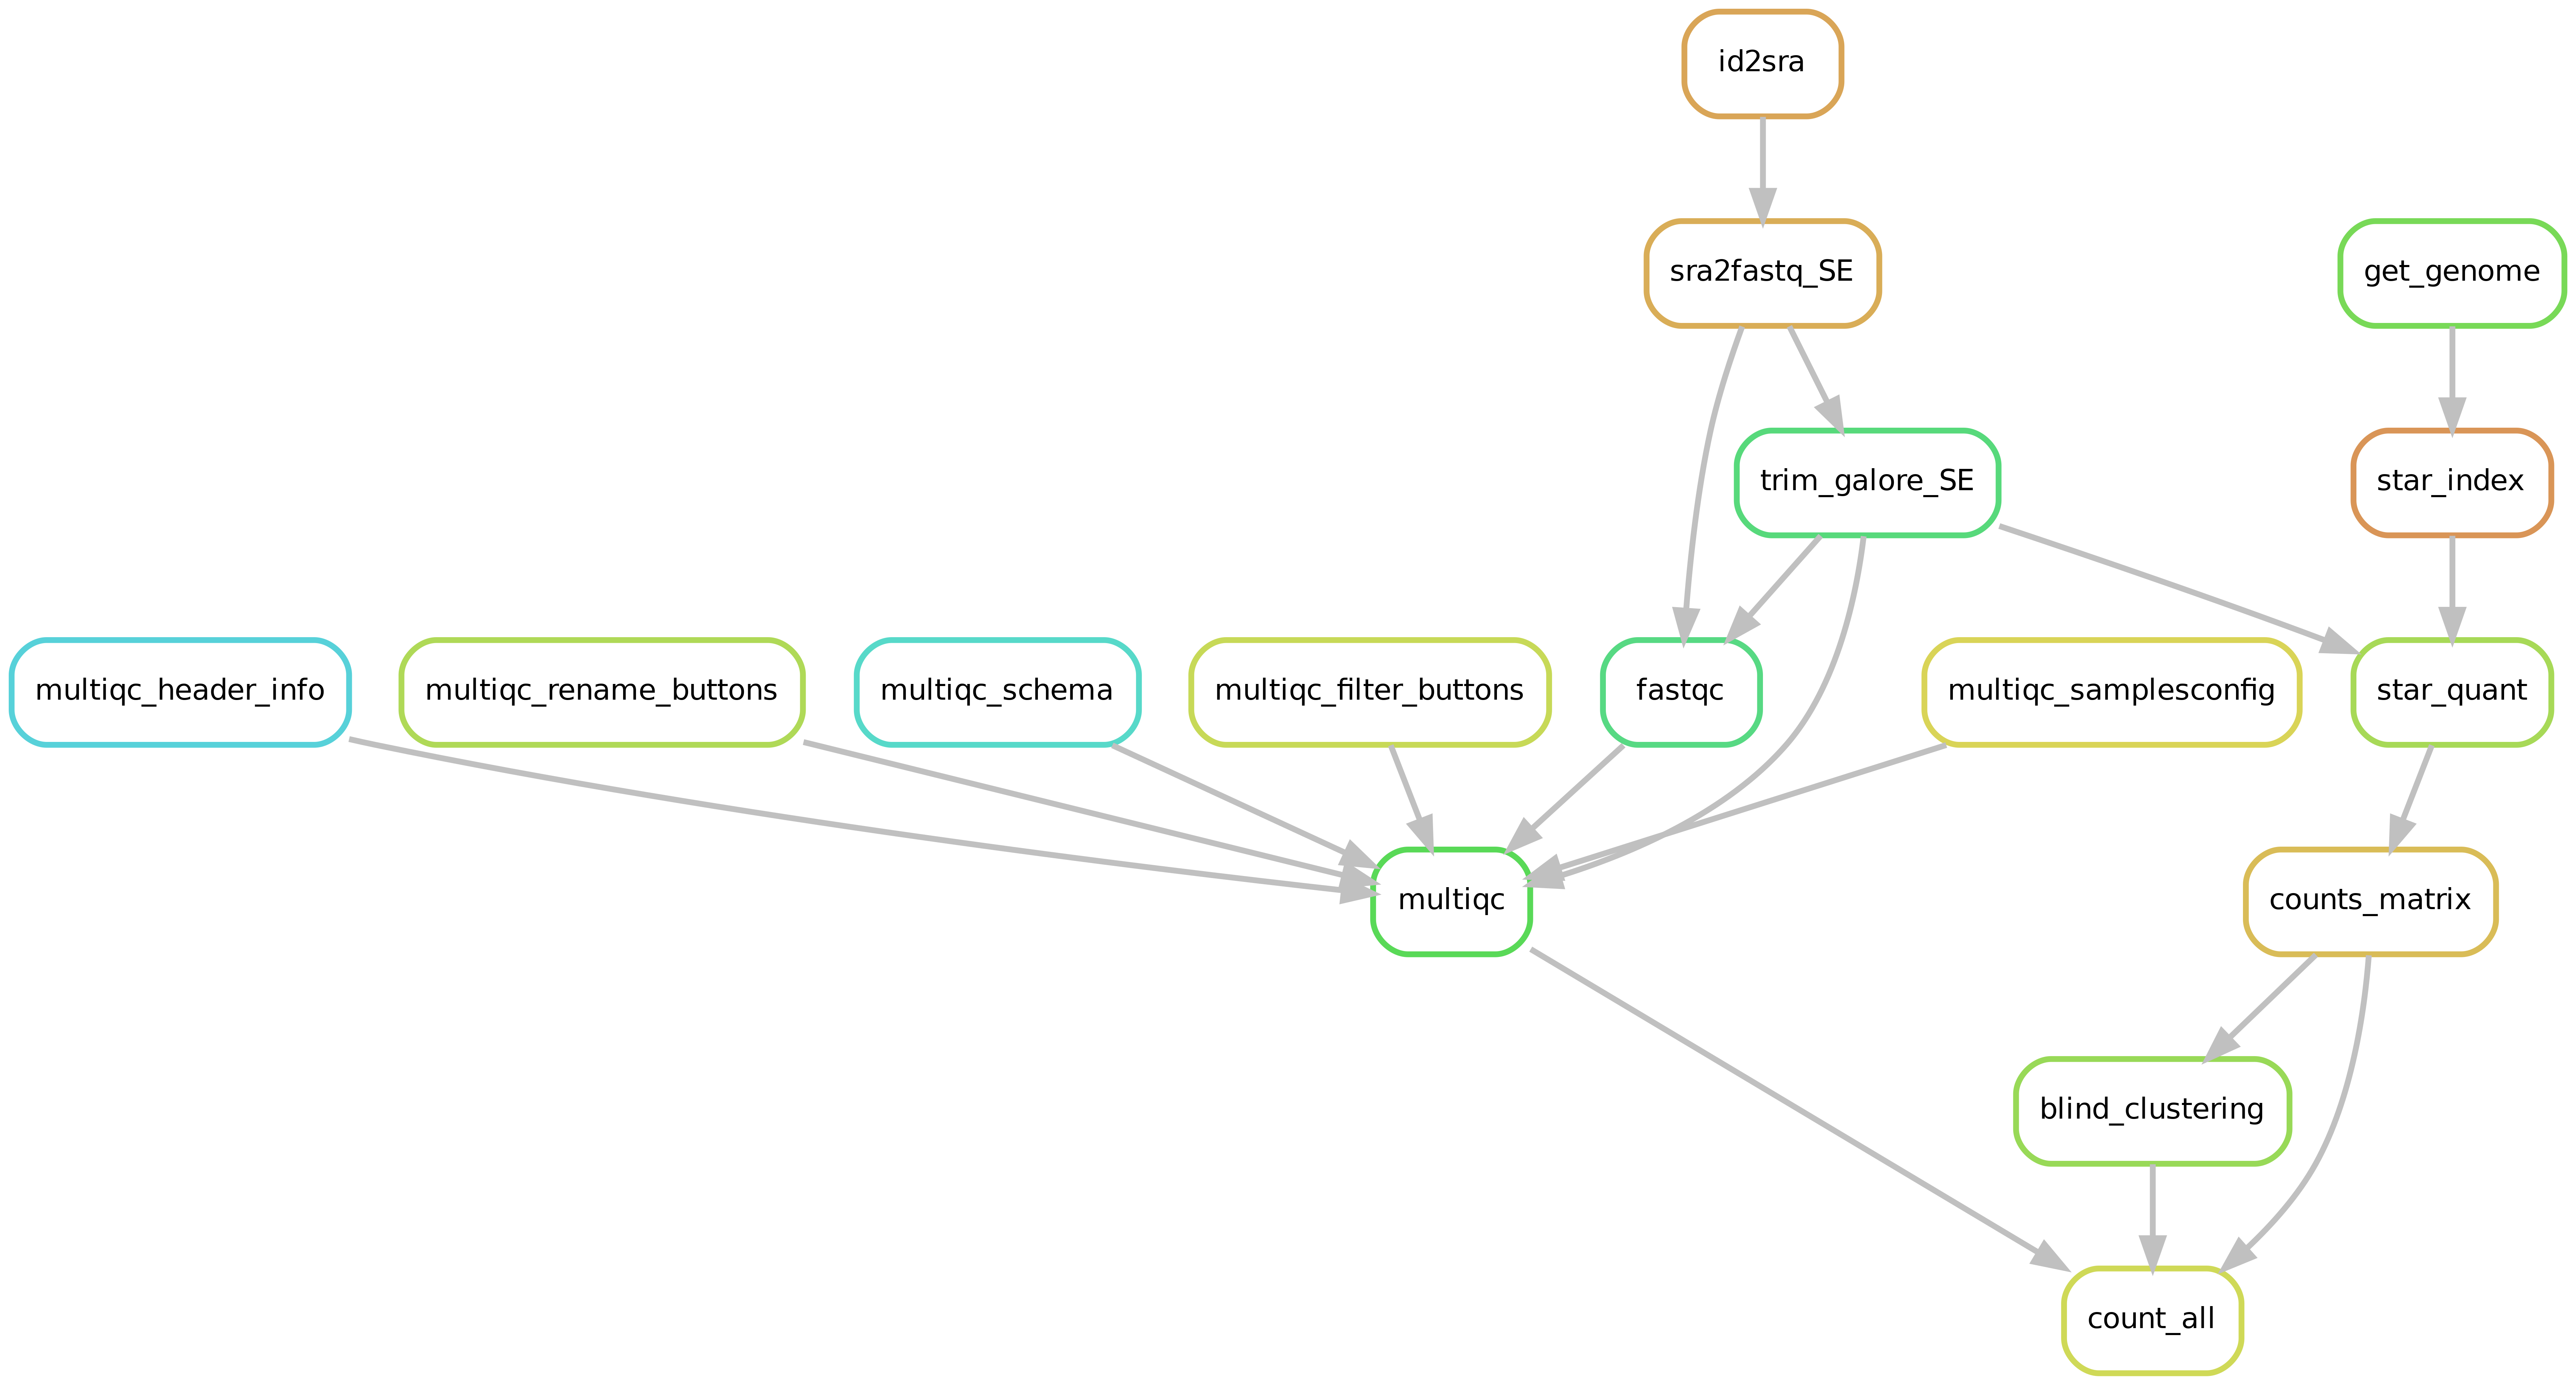 id2sra
sra2fastq_SE
get_genome
trim_galore_SE
star_index
multiqc_header_info
multiqc_rename_buttons
multiqc_schema
multiqc_filter_buttons
fastqc
multiqc_samplesconfig
star_quant
multiqc
counts_matrix
blind_clustering
count_all